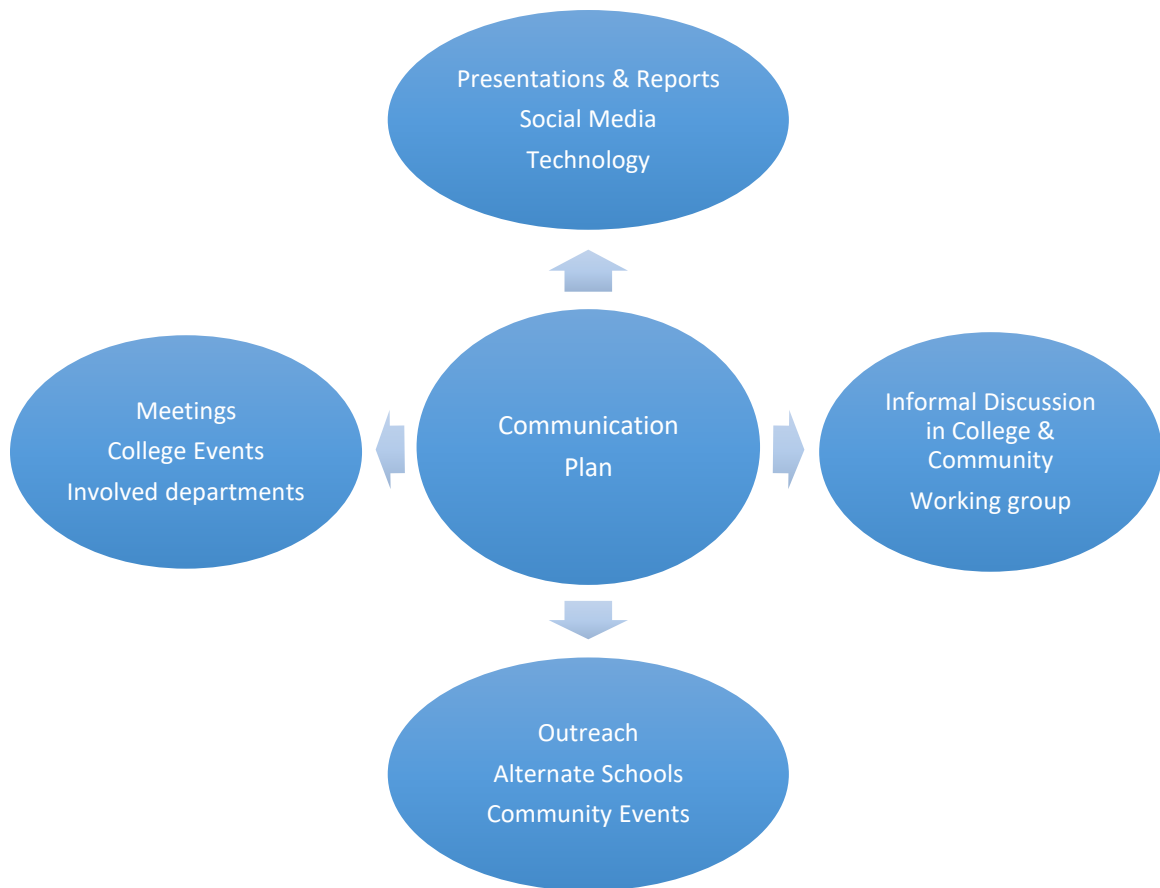 Presentations & Reports
Social Media
Technology
Meetings
College Events
Involved departments
Communication
Plan
Informal Discussion
in College &
Community
Working group
Outreach
Alternate Schools
Community Events